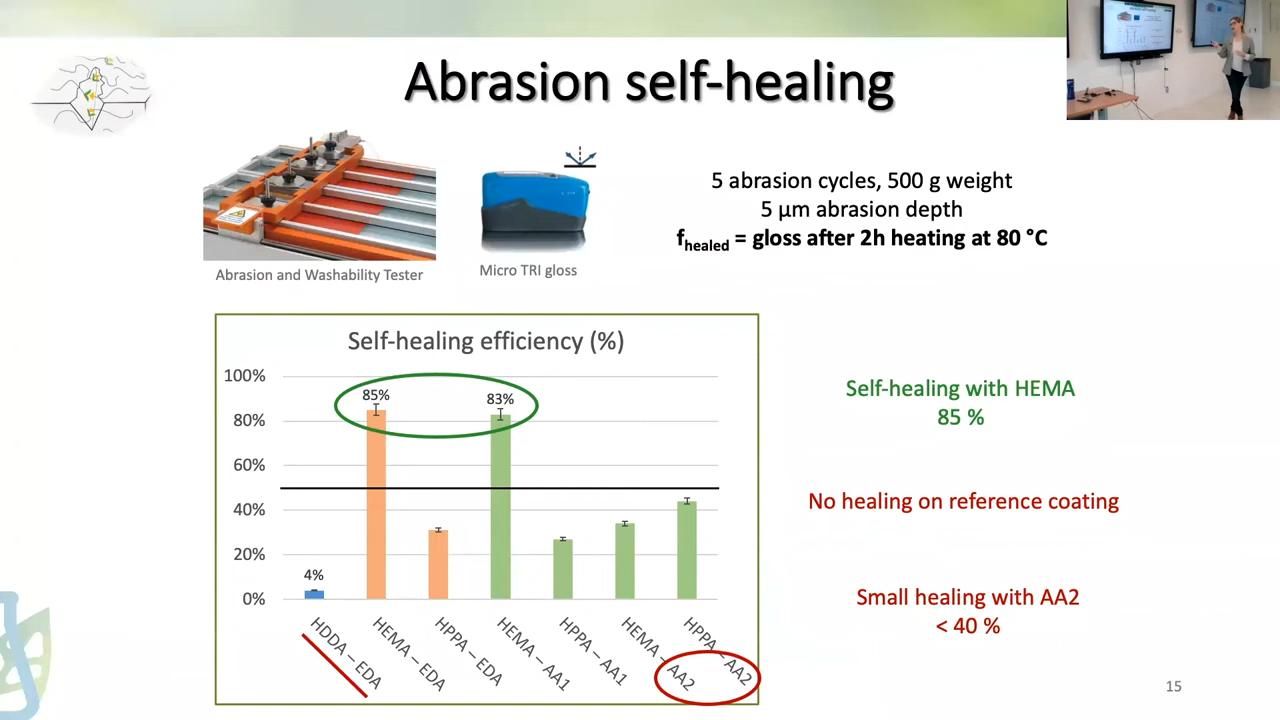 Abrasion self-healing
5 abrasion cycles, 500 g weight
5 µm abrasion depth
fhealed = gloss after 2h heating at 80 °C
Abrasion and Washability Tester
Micro TRI gloss
Self-healing efficiency (%)
100%
80%
60%
40%
20%
0%
4%
85%
83%
HDDA – EDA
HEMA – EDA
HPPA – EDA
HEMA – AA1
HPPA – AA1
HEMA – AA2
HPPA – AA2
Self-healing with HEMA
85 %
No healing on reference coating
Small healing with AA2
< 40 %
15